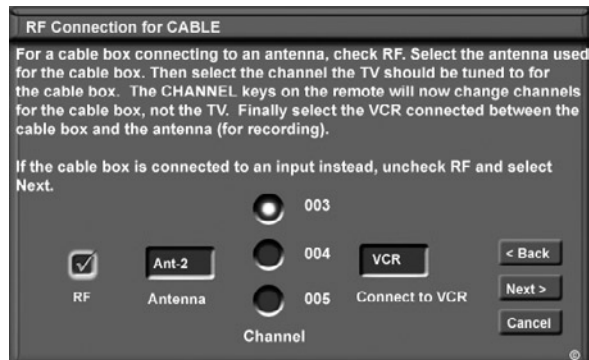 RF Connection for CABLE
For a cable box connecting to an antenna, check RF. Select the antenna used
for the cable box. Then select the channel the TV should be tuned to for
the cable box. The CHANNEL keys on the remote will now change channels
for the cable box, not the TV. Finally select the VCR connected between the
cable box and the antenna (for recording).
If the cable box is connected to an input instead, uncheck RF and select
Next.
003
004
005
Channel
RF
Ant-2
Antenna
VCR
Connect to VCR
< Back
Next >
Cancel
©